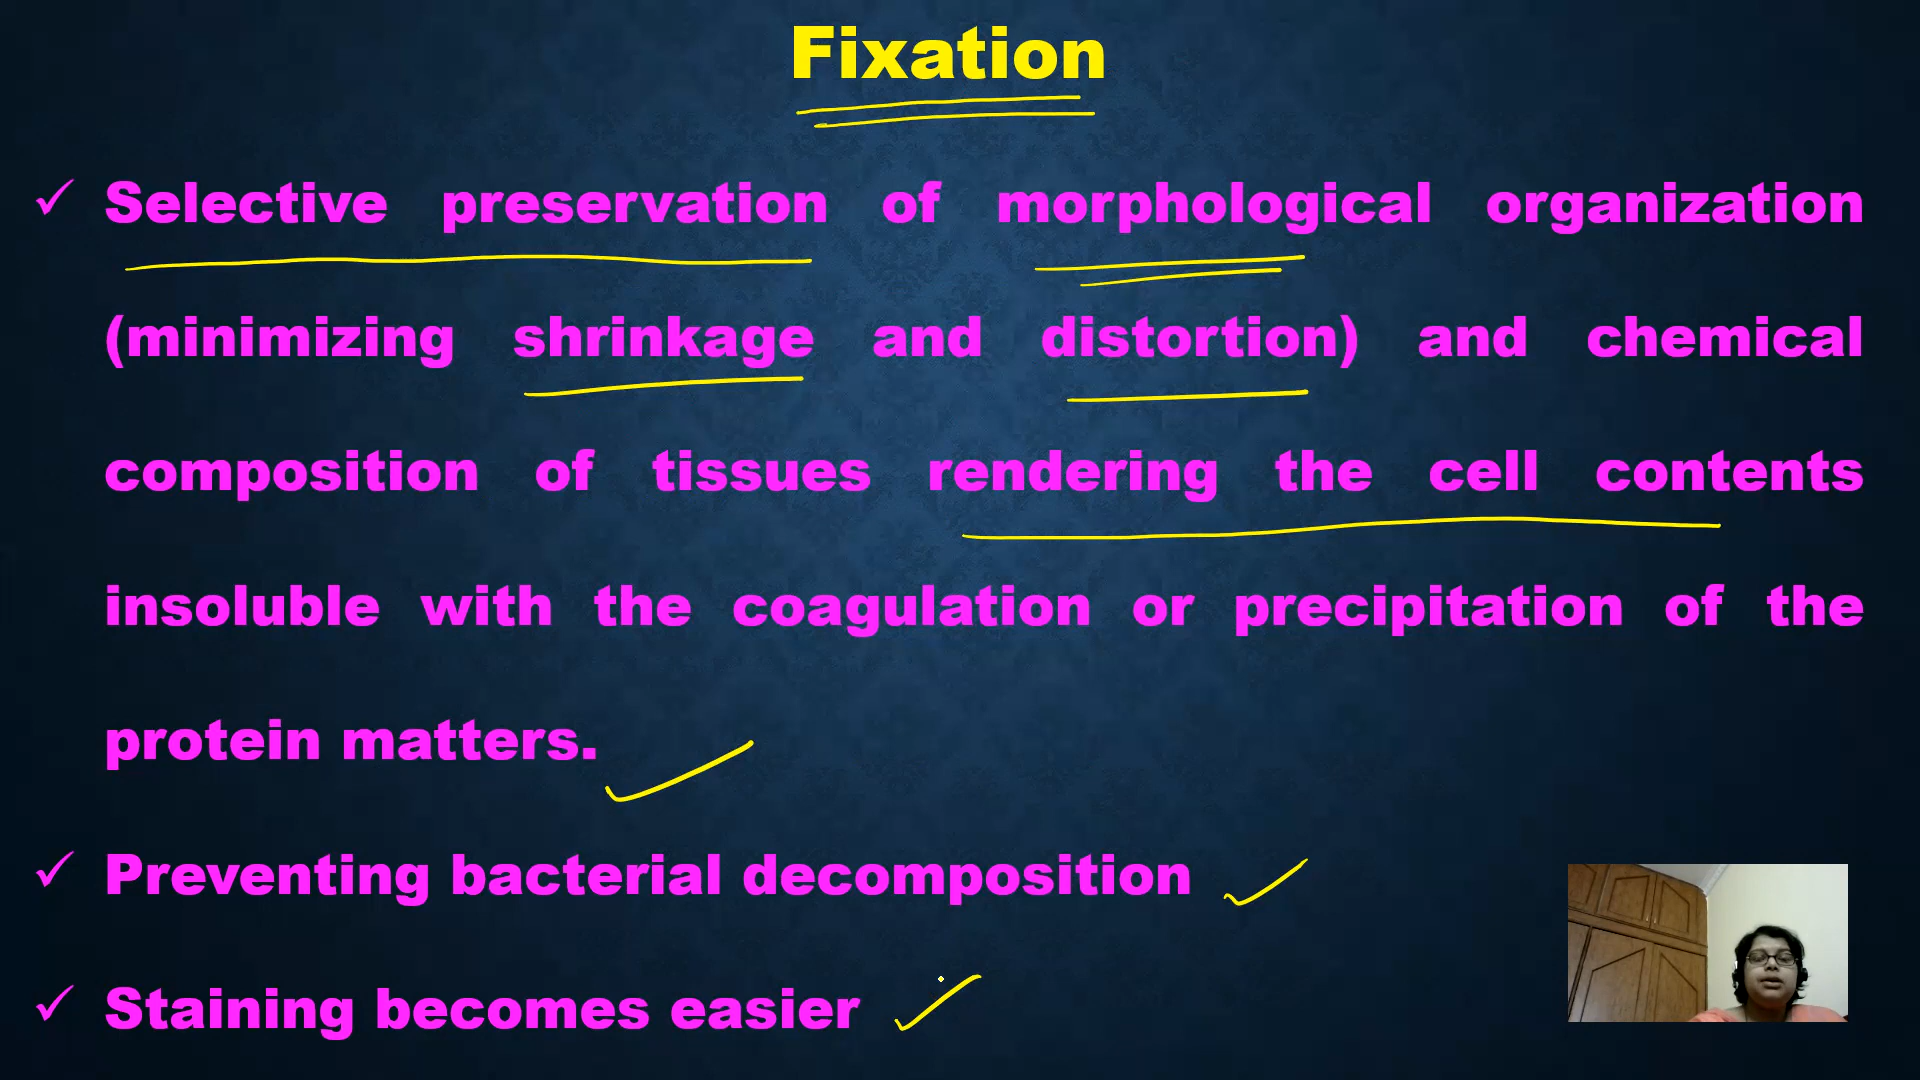 Fixation
✓ Selective preservation of morphological organization
(minimizing shrinkage and distortion) and chemical
composition of tissues rendering the cell contents
insoluble with the coagulation or precipitation of the
protein matters.
✓ Preventing bacterial decomposition
✓ Staining becomes easier